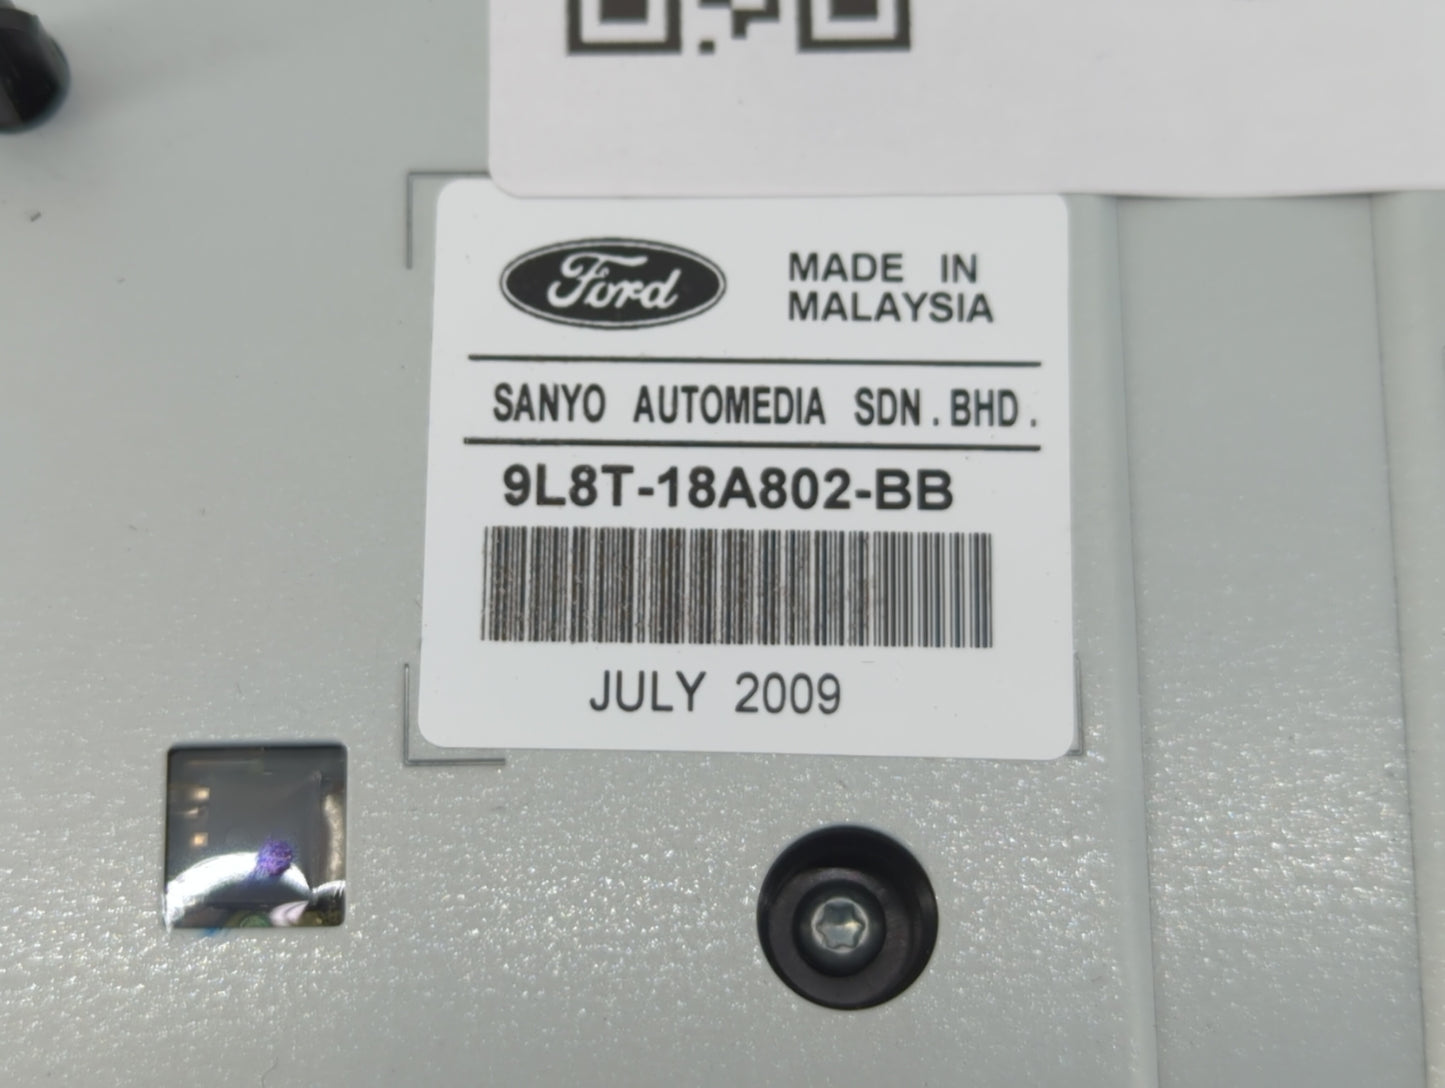 Ford
MADE IN
MALAYSIA
SANYO AUTOMEDIA SDN.BHD.
9L8T-18A802-BB
JULY 2009